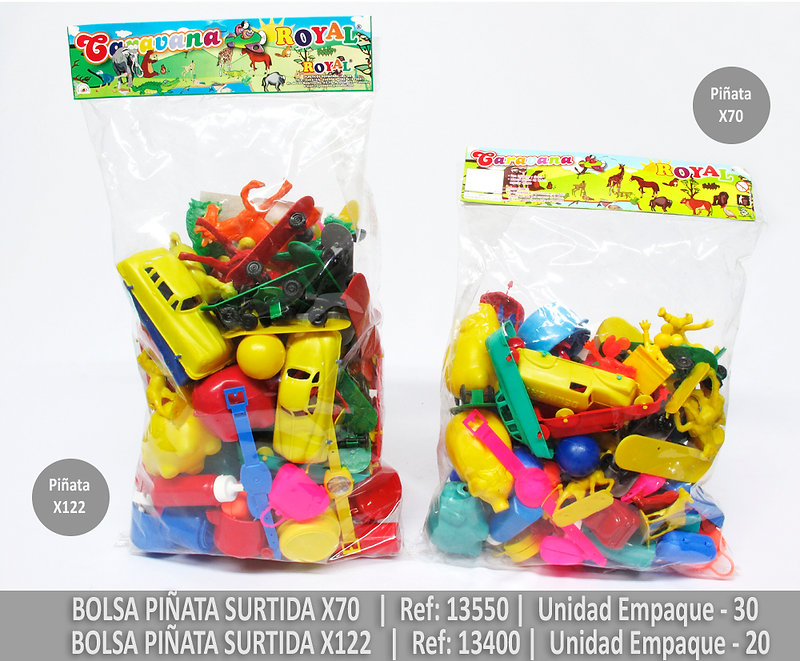 Caravana ROYAL
ROYAL
Piñata
X70
Caravana ROYAL
Piñata
X122
BOLSA PIÑATA SURTIDA X70 | Ref: 13550 | Unidad Empaque - 30
BOLSA PIÑATA SURTIDA X122 | Ref: 13400 | Unidad Empaque - 20